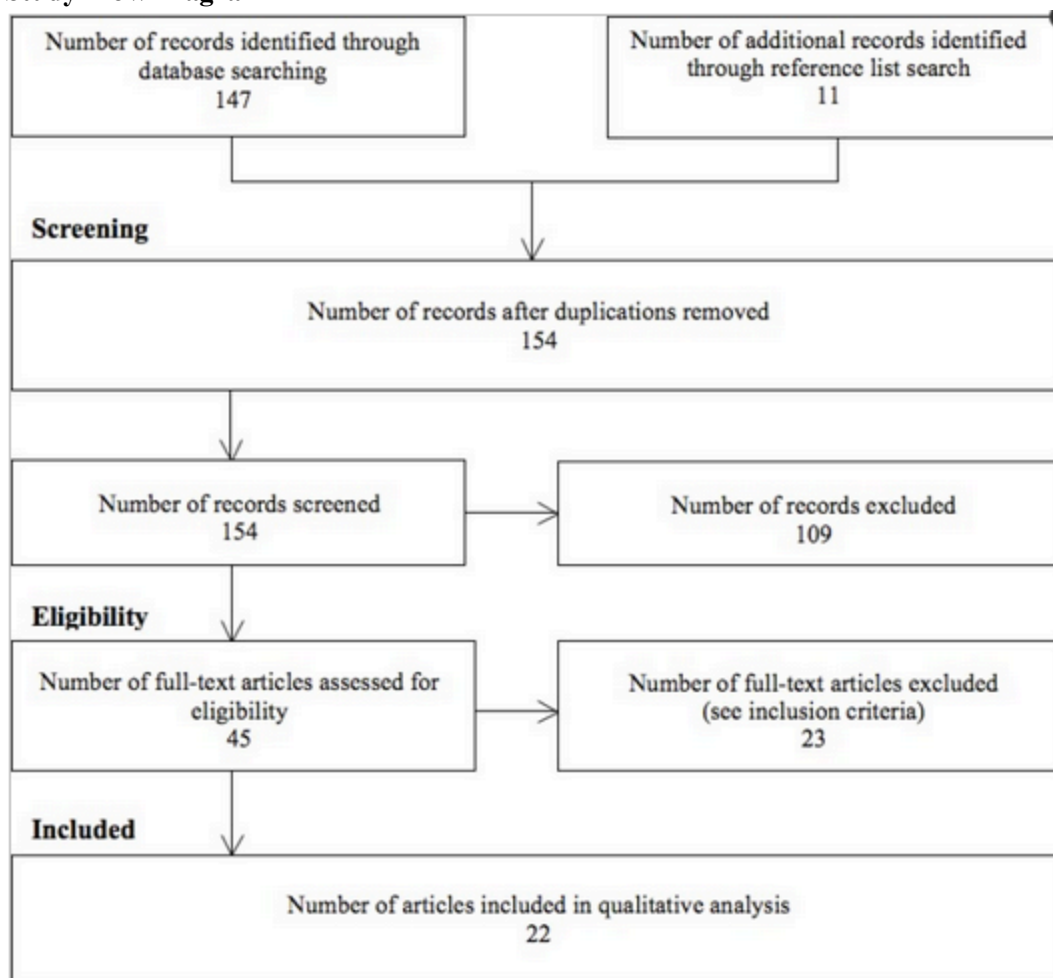 Number of records identified through
database searching
147
Number of additional records identified
through reference list search
11
Screening
Number of records after duplications removed
154
Number of records screened
154
Number of records excluded
109
Eligibility
Number of full-text articles assessed for
eligibility
45
Number of full-text articles excluded
(see inclusion criteria)
23
Included
Number of articles included in qualitative analysis
22